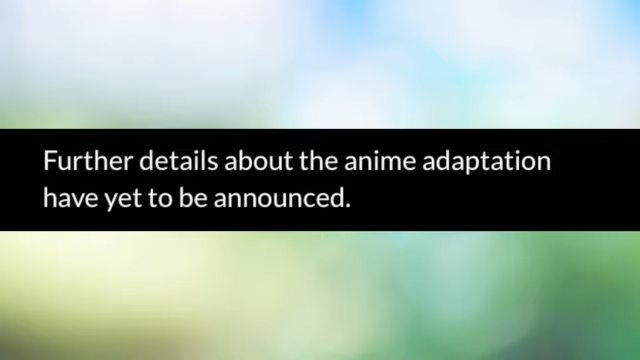 Further details about the anime adaptation
have yet to be announced.